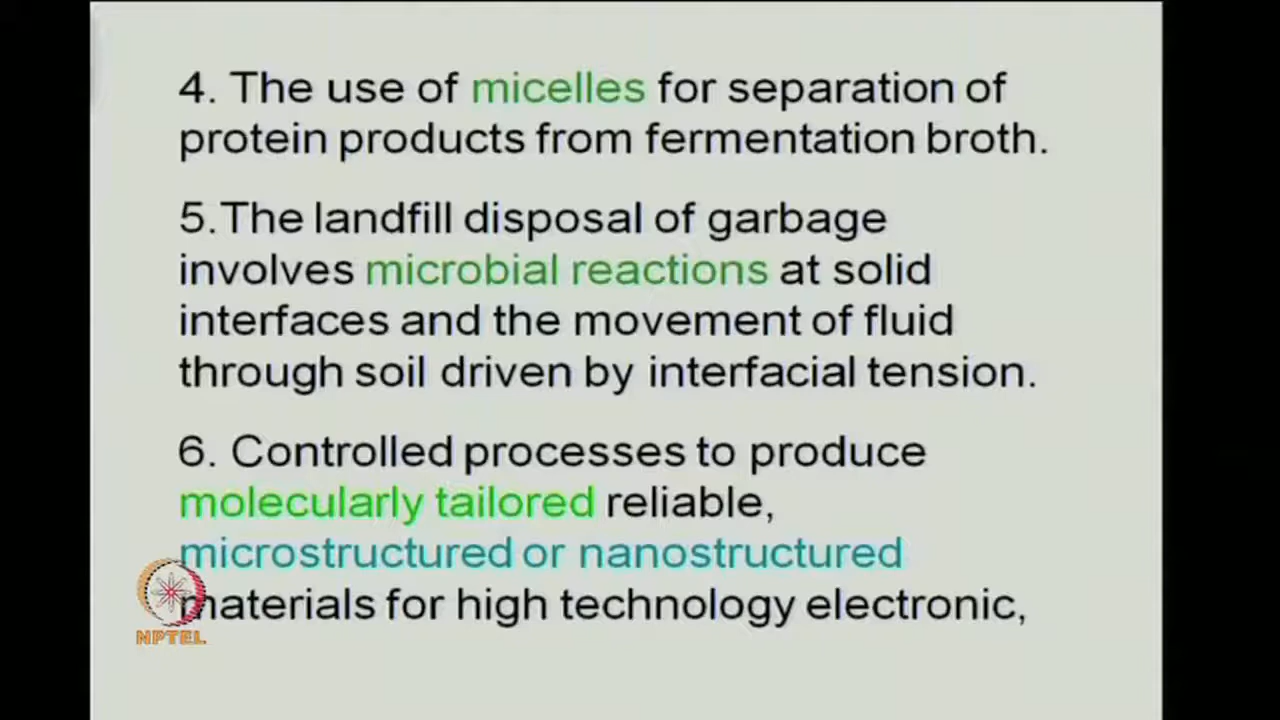 4. The use of micelles for separation of
protein products from fermentation broth.
5.The landfill disposal of garbage
involves microbial reactions at solid
interfaces and the movement of fluid
through soil driven by interfacial tension.
6. Controlled processes to produce
molecularly tailored reliable,
microstructured or nanostructured
materials for high technology electronic,
NPTEL